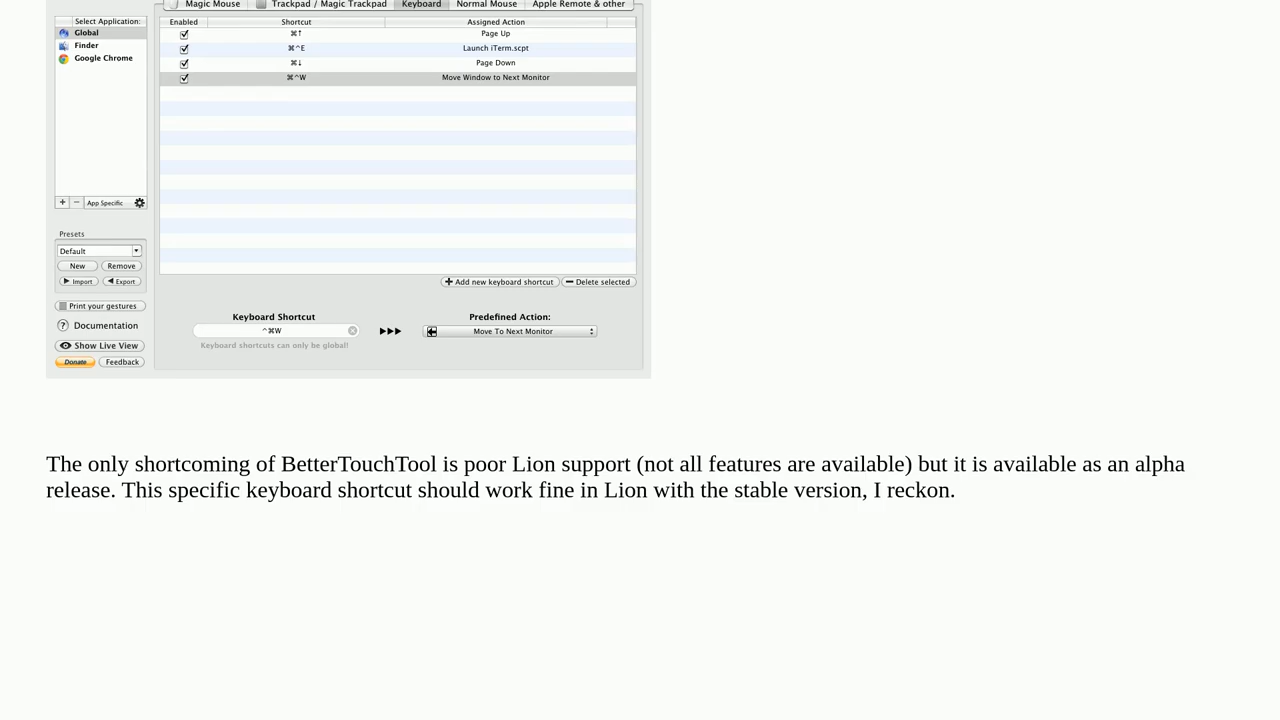 Magic Mouse Trackpad / Magic Trackpad Keyboard Normal Mouse Apple Remote & other
Select Application: Enabled Shortcut Assigned Action
Global
Finder
Google Chrome
⌘↑ Page Up
⌘^E Launch iTerm.scpt
⌘↓ Page Down
⌘^W Move Window to Next Monitor
+ − App Specific
Presets
Default
New Remove
Import Export
Add new keyboard shortcut Delete selected
Print your gestures
? Documentation
Show Live View
Donate Feedback
Keyboard Shortcut Predefined Action:
^⌘W Move To Next Monitor
Keyboard shortcuts can only be global!
The only shortcoming of BetterTouchTool is poor Lion support (not all features are available) but it is available as an alpha
release. This specific keyboard shortcut should work fine in Lion with the stable version, I reckon.